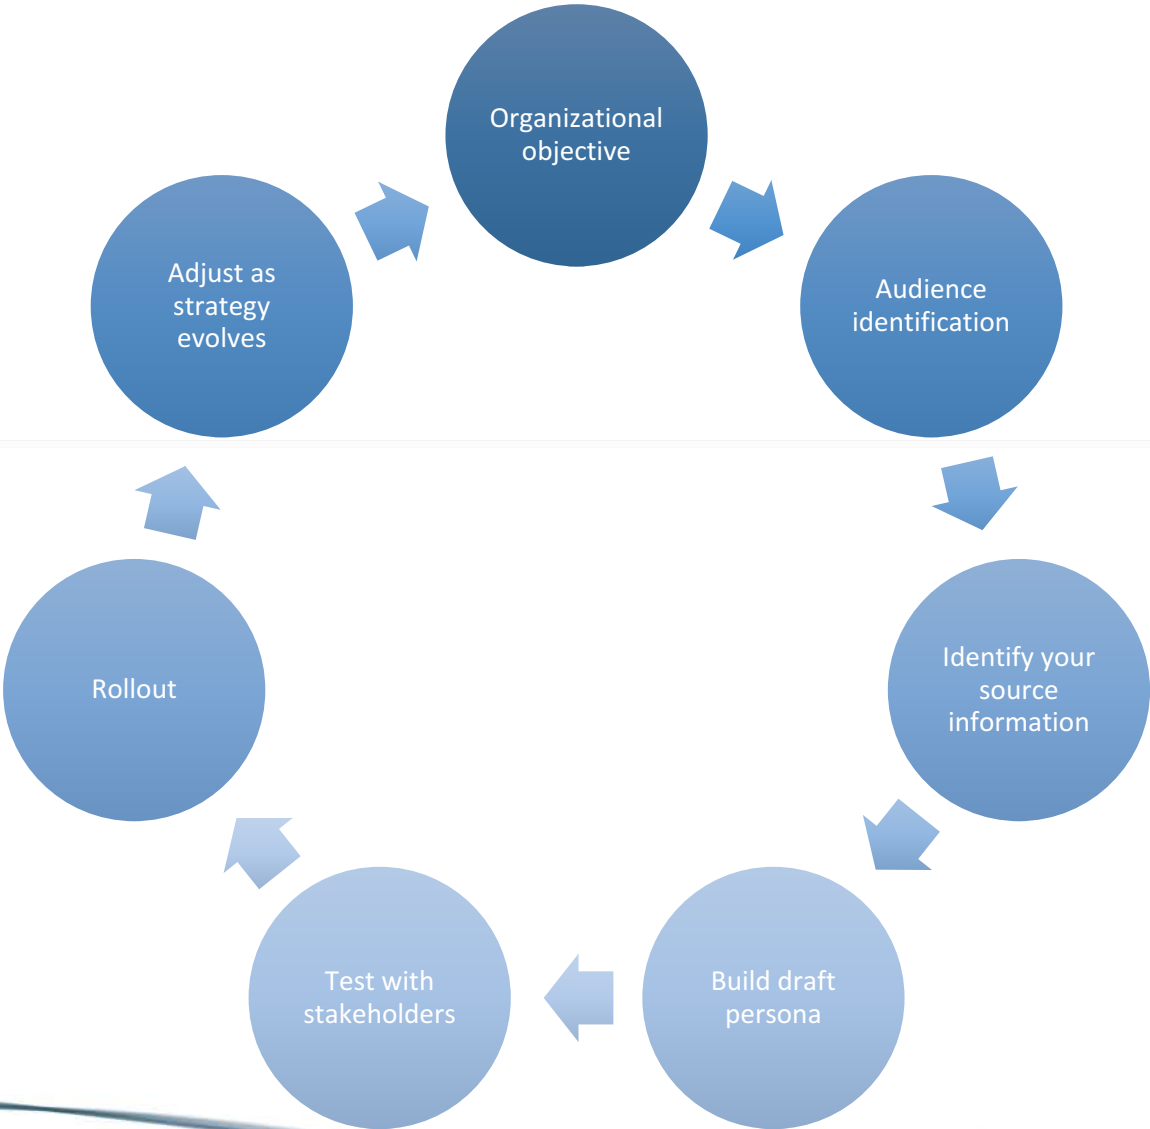 Organizational
objective
Audience
identification
Identify your
source
information
Build draft
persona
Test with
stakeholders
Rollout
Adjust as
strategy
evolves